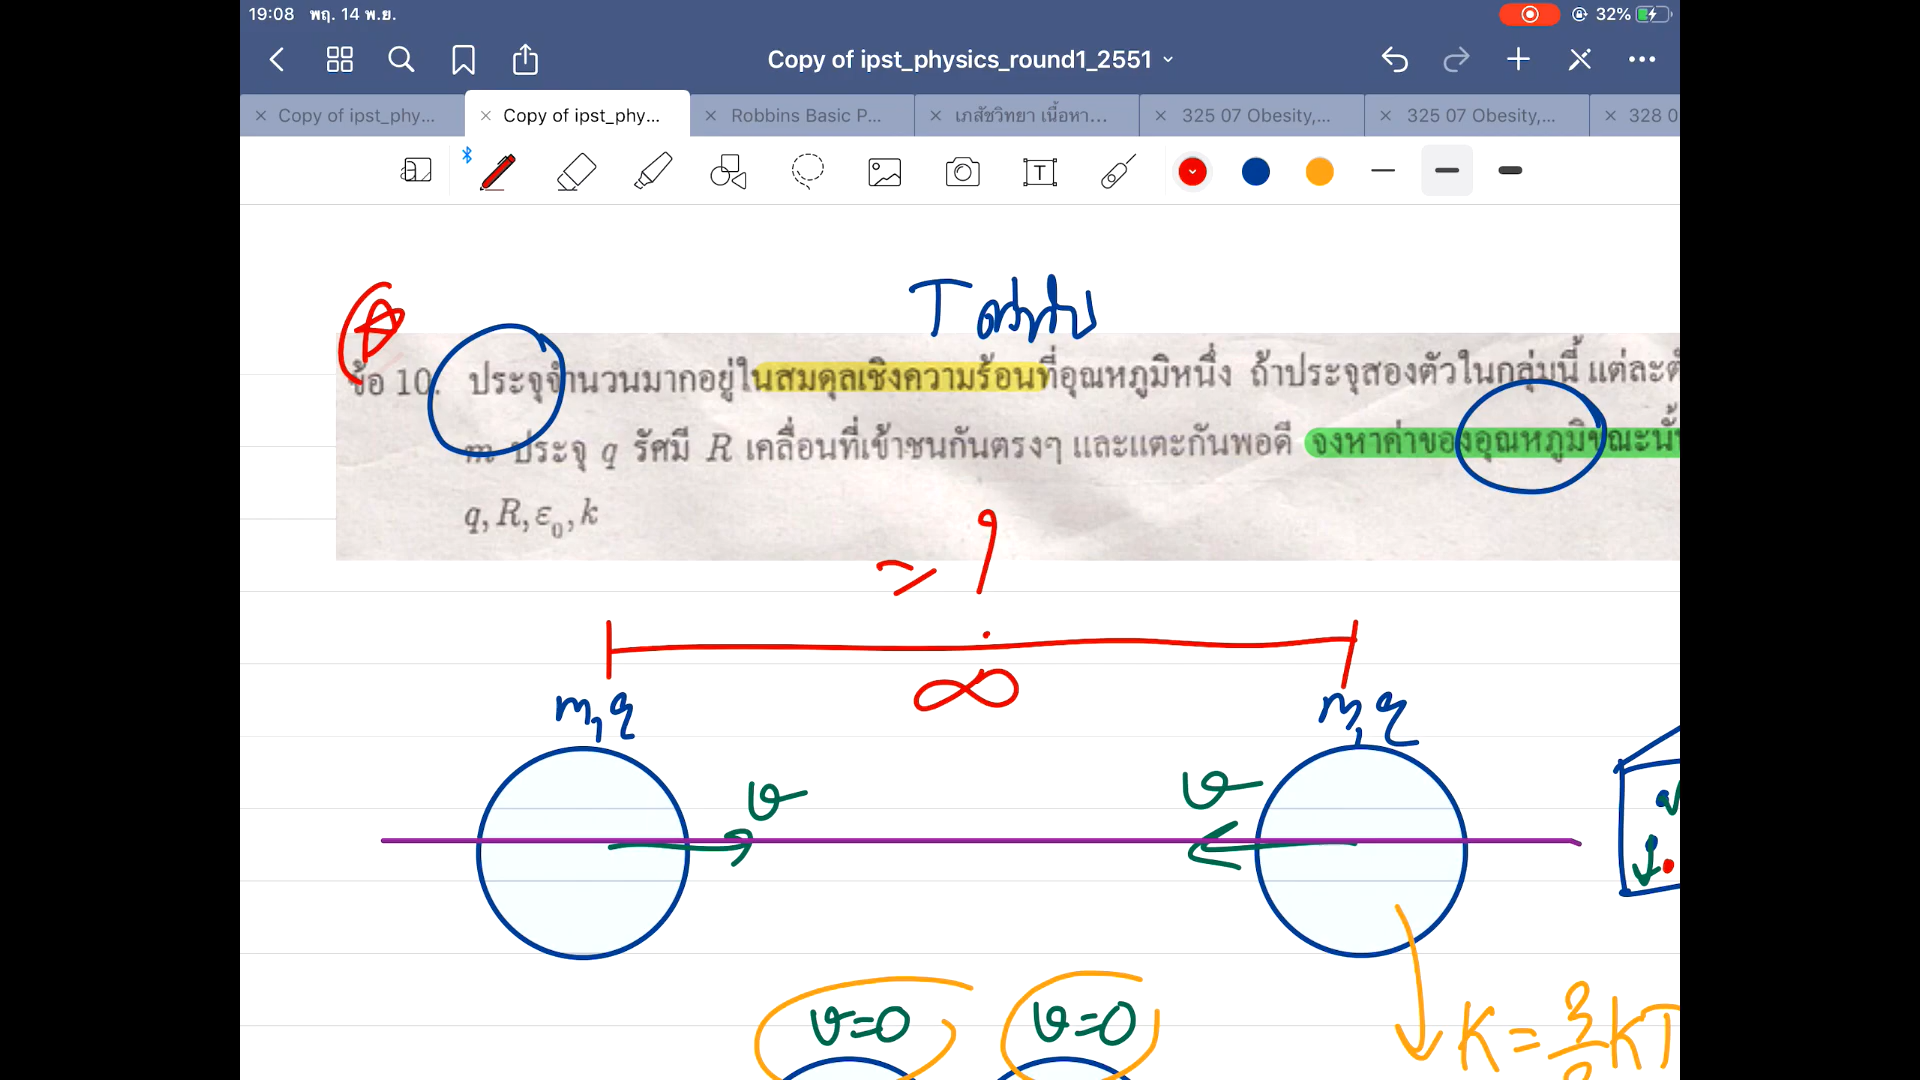 19:08 พฤ. 14 พ.ย.
32%
Copy of ipst_physics_round1_2551
Copy of ipst_phy...
Copy of ipst_phy...
Robbins Basic P...
เภสัชวิทยา เนื้อหา...
325 07 Obesity,...
325 07 Obesity,...
328 0
T
ข้อ 10. ประจุจำนวนมากอยู่ในสมดุลเชิงความร้อนที่อุณหภูมิหนึ่ง ถ้าประจุสองตัวในกลุ่มนี้ แต่ละตั
m ประจุ q รัศมี R เคลื่อนที่เข้าชนกันตรงๆ และแตะกันพอดี จงหาค่าของอุณหภูมิขณะนั้น
q, R, ε₀, k
= ?
∞
m, q
m, q
v
v
v=0
v=0
K = 3/2 kT